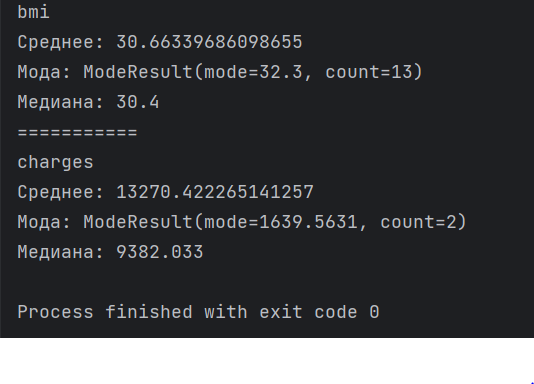 bmi
Среднее: 30.66339686098655
Мода: ModeResult(mode=32.3, count=13)
Медиана: 30.4
===========
charges
Среднее: 13270.422265141257
Мода: ModeResult(mode=1639.5631, count=2)
Медиана: 9382.033
Process finished with exit code 0